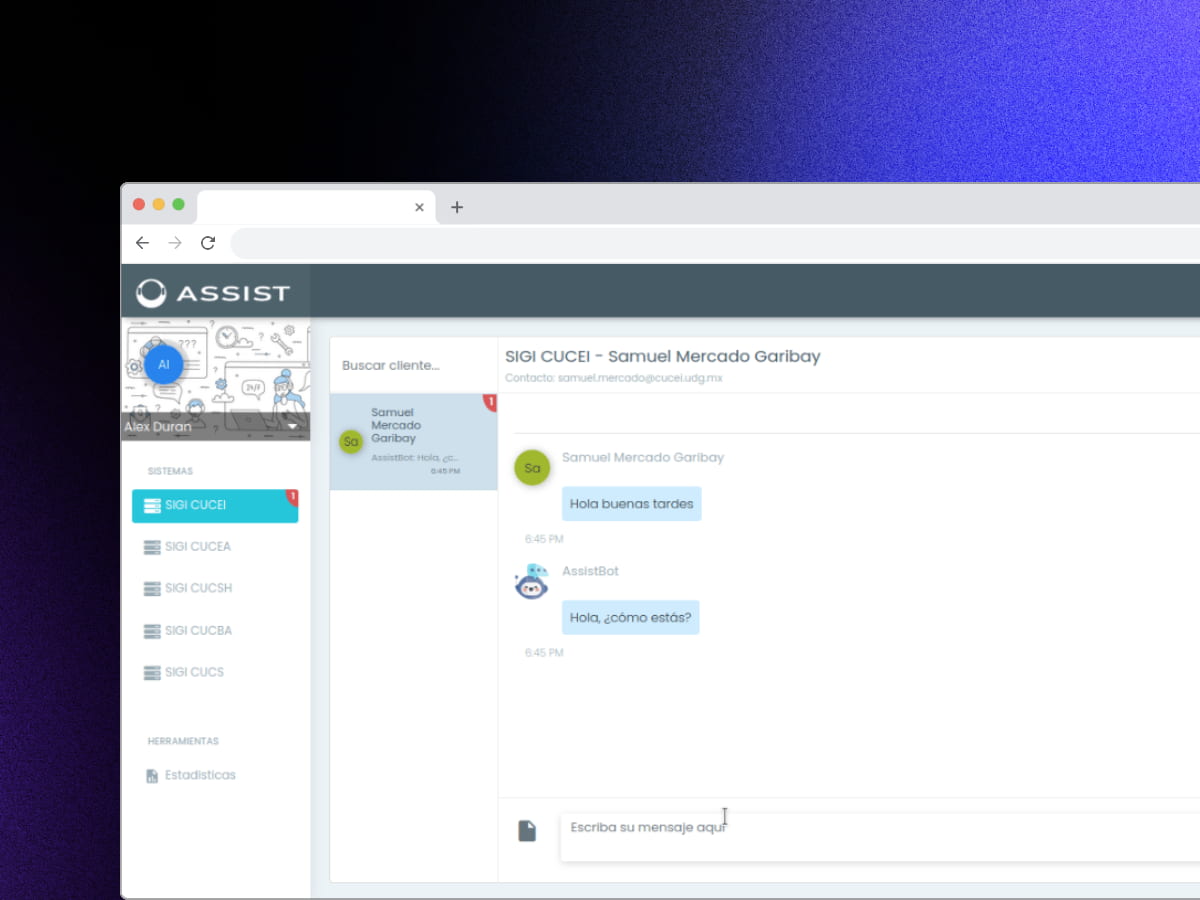 ASSIST
???
?
?
?
24/7
Al
Alex Duran
SISTEMAS
SIGI CUCEI
1
SIGI CUCEA
SIGI CUCSH
SIGI CUCBA
SIGI CUCS
HERRAMIENTAS
Estadisticas
Buscar cliente...
Sa
Samuel
Mercado
Garibay
1
AssistBot: Hola, ¿c...
6:45 PM
SIGI CUCEI - Samuel Mercado Garibay
Contacto: samuel.mercado@cucei.udg.mx
Sa
Samuel Mercado Garibay
Hola buenas tardes
6:45 PM
AssistBot
Hola, ¿cómo estás?
6:45 PM
Escriba su mensaje aquí